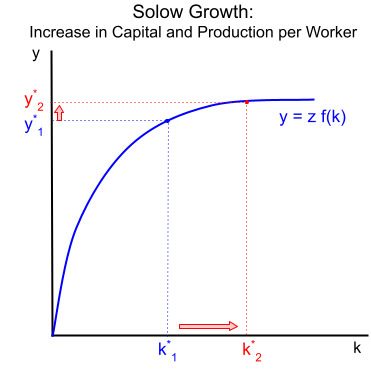 Solow Growth:
Increase in Capital and Production per Worker
y
y*2
y*1
y = z f(k)
k*1
k*2
k